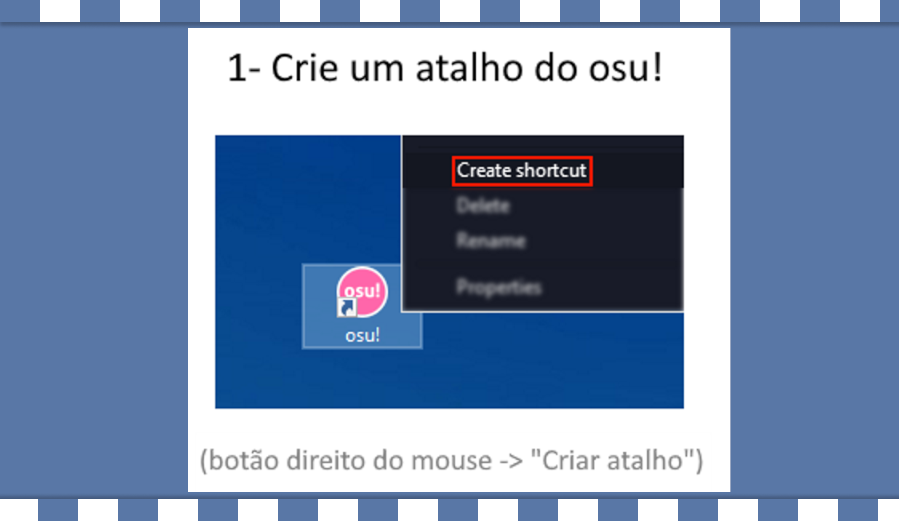 1- Crie um atalho do osu!
Create shortcut
Delete
Rename
Properties
osu!
osu!
(botão direito do mouse -> "Criar atalho")